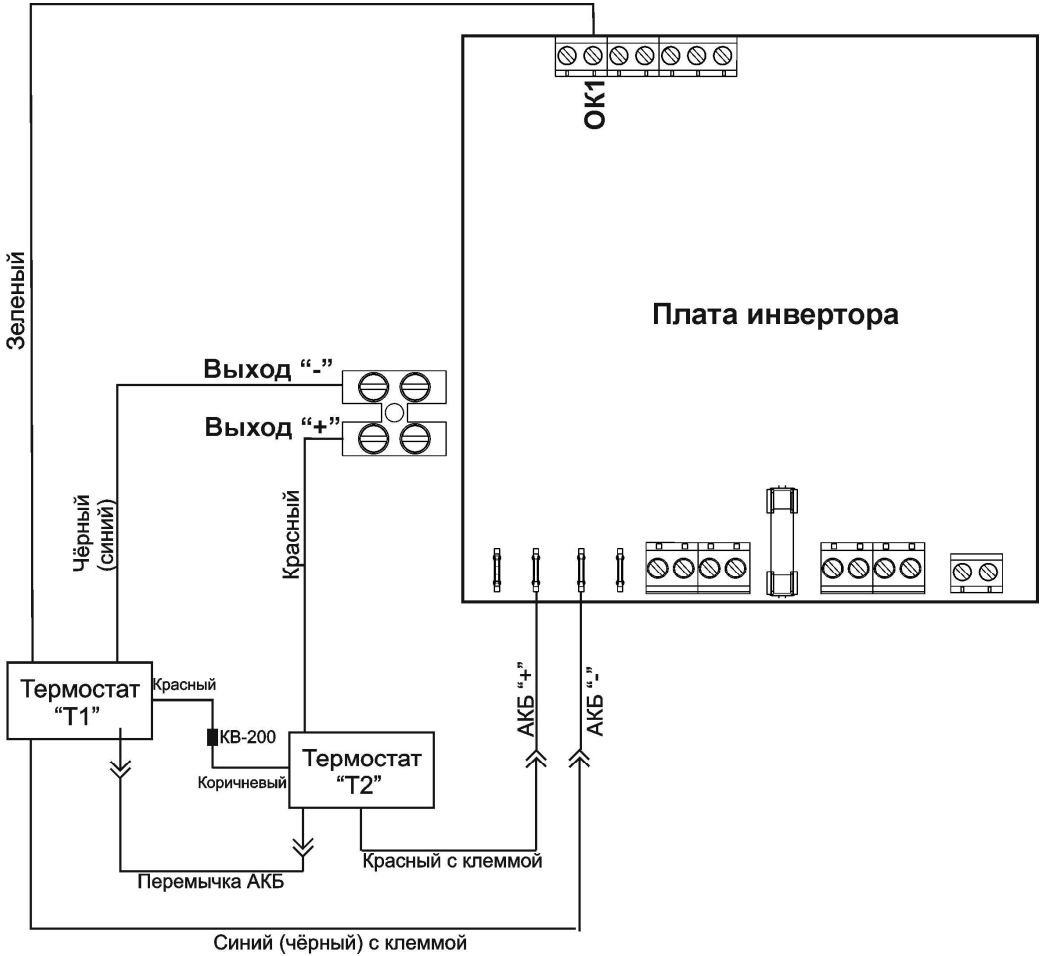 ОК1
Плата инвертора
Зеленый
Выход “-”
Выход “+”
Чёрный
(синий)
Красный
Термостат
“Т1”
Красный
КВ-200
Коричневый
Термостат
“Т2”
АКБ “+”
АКБ “-”
Красный с клеммой
Перемычка АКБ
Синий (чёрный) с клеммой